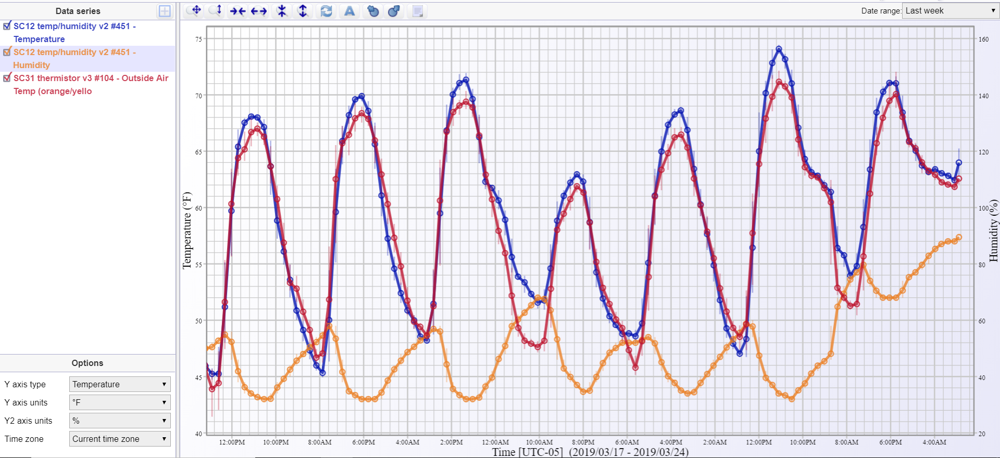 Data series
SC12 temp/humidity v2 #451 -
Temperature
SC12 temp/humidity v2 #451 -
Humidity
SC31 thermistor v3 #104 - Outside Air
Temp (orange/yello
A
Date range: Last week
75
70
65
60
55
50
45
40
Temperature (°F)
160
140
120
100
80
60
40
20
Humidity (%)
12:00PM 10:00PM 8:00AM 6:00PM 4:00AM 2:00PM 12:00AM 10:00AM 8:00PM 6:00AM 4:00PM 2:00AM 12:00PM 10:00PM 8:00AM 6:00PM 4:00AM
Time [UTC-05] (2019/03/17 - 2019/03/24)
Options
Y axis type Temperature
Y axis units °F
Y2 axis units %
Time zone Current time zone